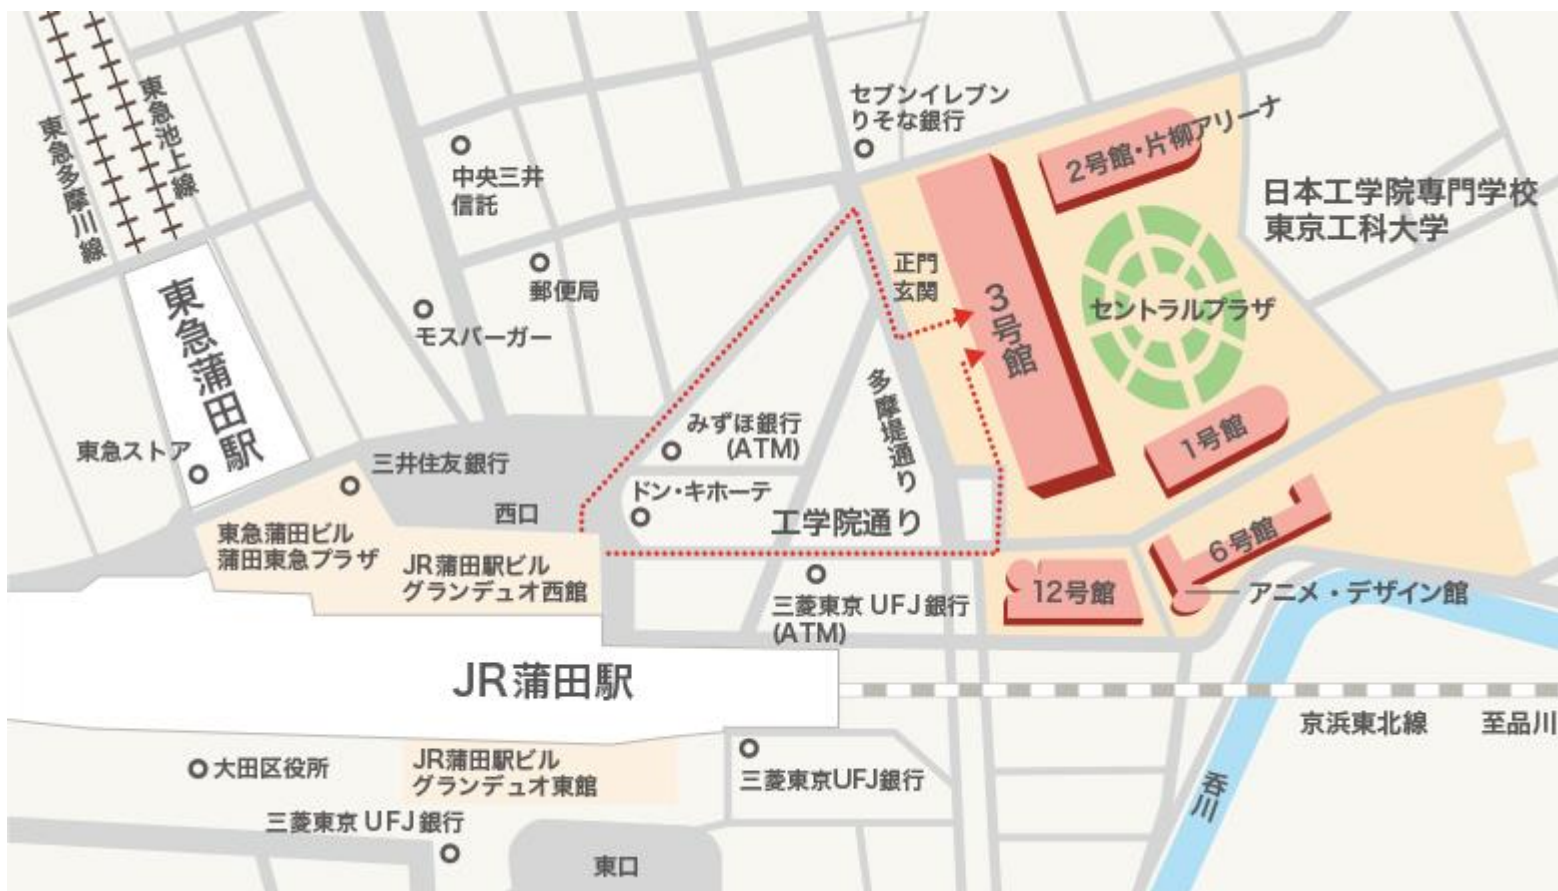 東急池上線
東急多摩川線
セブンイレブン
りそな銀行
2号館・片柳アリーナ
中央三井
信託
日本工学院専門学校
東京工科大学
郵便局
正門
玄関
3号館
セントラルプラザ
モスバーガー
東急蒲田駅
多摩堤通り
みずほ銀行
(ATM)
1号館
東急ストア
三井住友銀行
ドン・キホーテ
西口
工学院通り
東急蒲田ビル
蒲田東急プラザ
JR蒲田駅ビル
グランデュオ西館
6号館
12号館
アニメ・デザイン館
三菱東京UFJ銀行
(ATM)
JR蒲田駅
京浜東北線
至品川
大田区役所
JR蒲田駅ビル
グランデュオ東館
三菱東京UFJ銀行
呑川
三菱東京UFJ銀行
東口